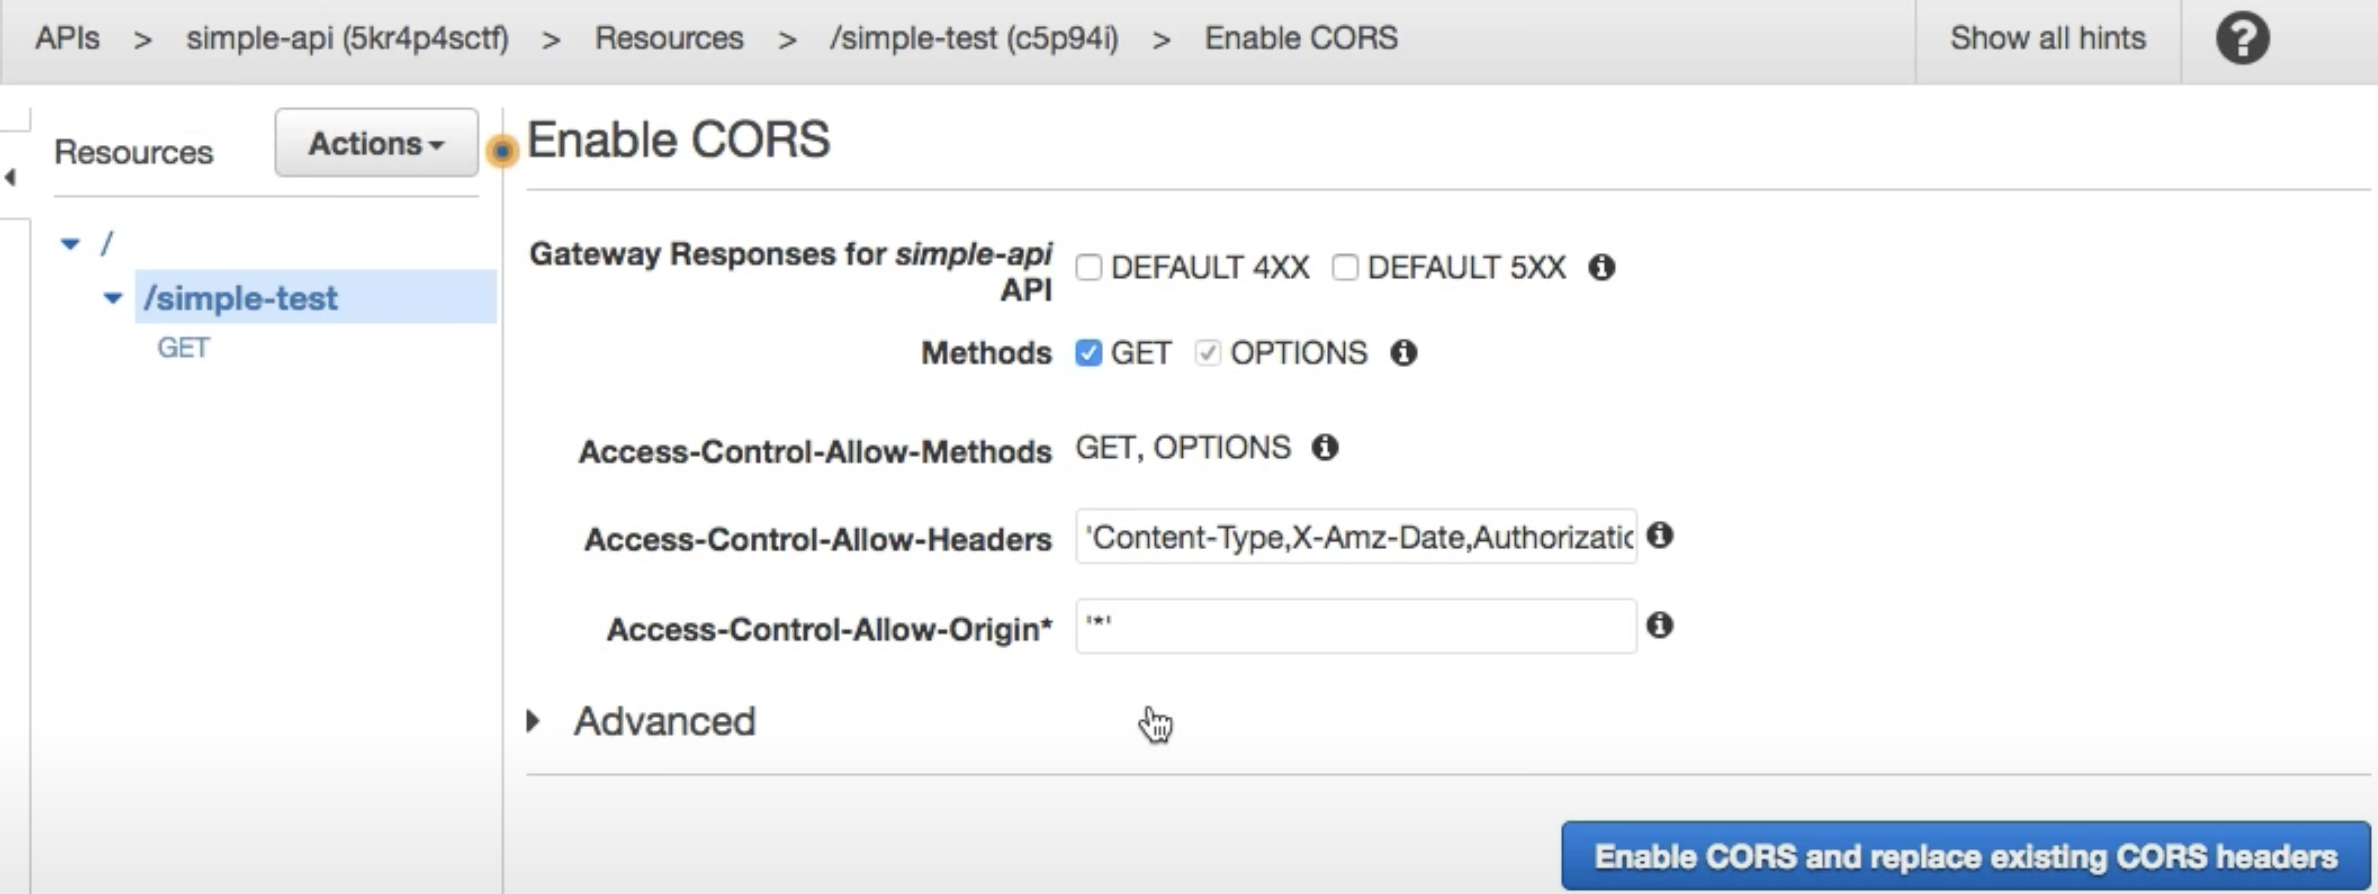 APIs > simple-api (5kr4p4sctf) > Resources > /simple-test (c5p94i) > Enable CORS Show all hints ?
Resources Actions
Enable CORS
Gateway Responses for simple-api API DEFAULT 4XX DEFAULT 5XX
/
/simple-test
GET
Methods GET OPTIONS
Access-Control-Allow-Methods GET, OPTIONS
Access-Control-Allow-Headers 'Content-Type,X-Amz-Date,Authorizatic
Access-Control-Allow-Origin* '*'
Advanced
Enable CORS and replace existing CORS headers